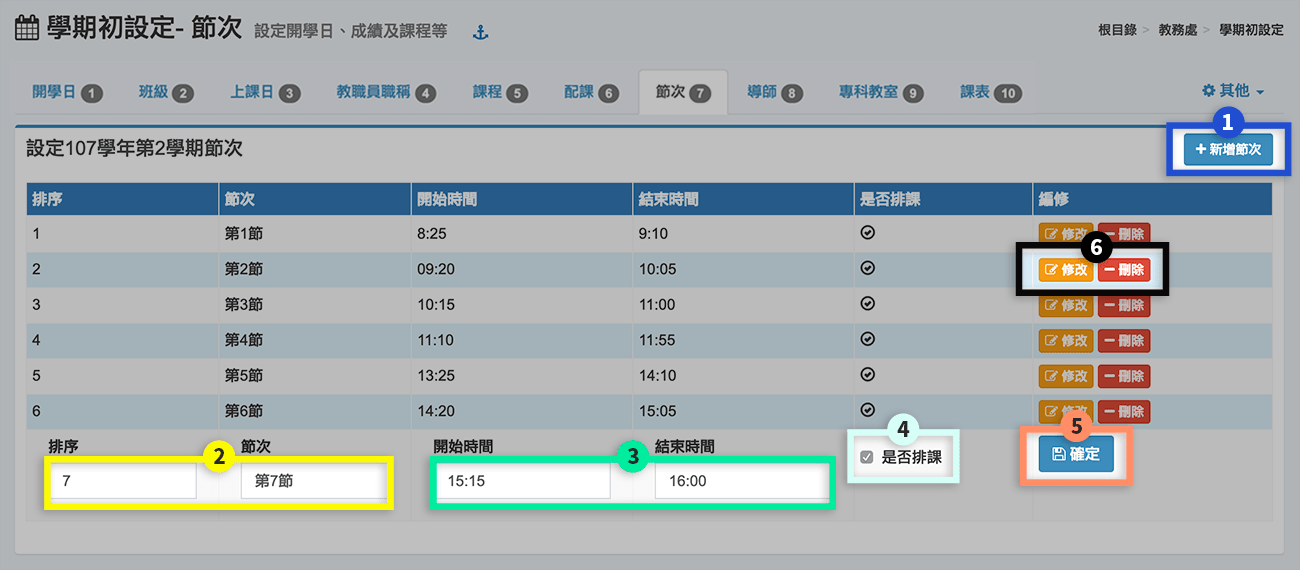 學期初設定- 節次 設定開學日、成績及課程等
根目錄 > 教務處 > 學期初設定
開學日 1 班級 2 上課日 3 教職員職稱 4 課程 5 配課 6 節次 7 導師 8 專科教室 9 課表 10 其他
1
設定107學年第2學期節次
+ 新增節次
排序 節次 開始時間 結束時間 是否排課 編修
1 第1節 8:25 9:10 修改 刪除
6
2 第2節 09:20 10:05 修改 刪除
3 第3節 10:15 11:00 修改 刪除
4 第4節 11:10 11:55 修改 刪除
5 第5節 13:25 14:10 修改 刪除
6 第6節 14:20 15:05 修改 刪除
排序 2 節次 開始時間 3 結束時間 4 5
7 第7節 15:15 16:00 是否排課 確定